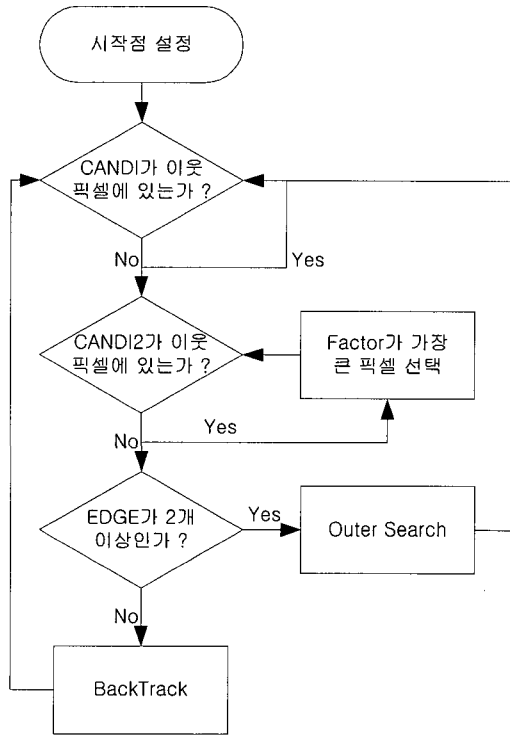 시작점 설정
CANDI가 이웃
픽셀에 있는가 ?
No
Yes
CANDI2가 이웃
픽셀에 있는가 ?
Factor가 가장
큰 픽셀 선택
No
Yes
EDGE가 2개
이상인가 ?
Yes
Outer Search
No
BackTrack